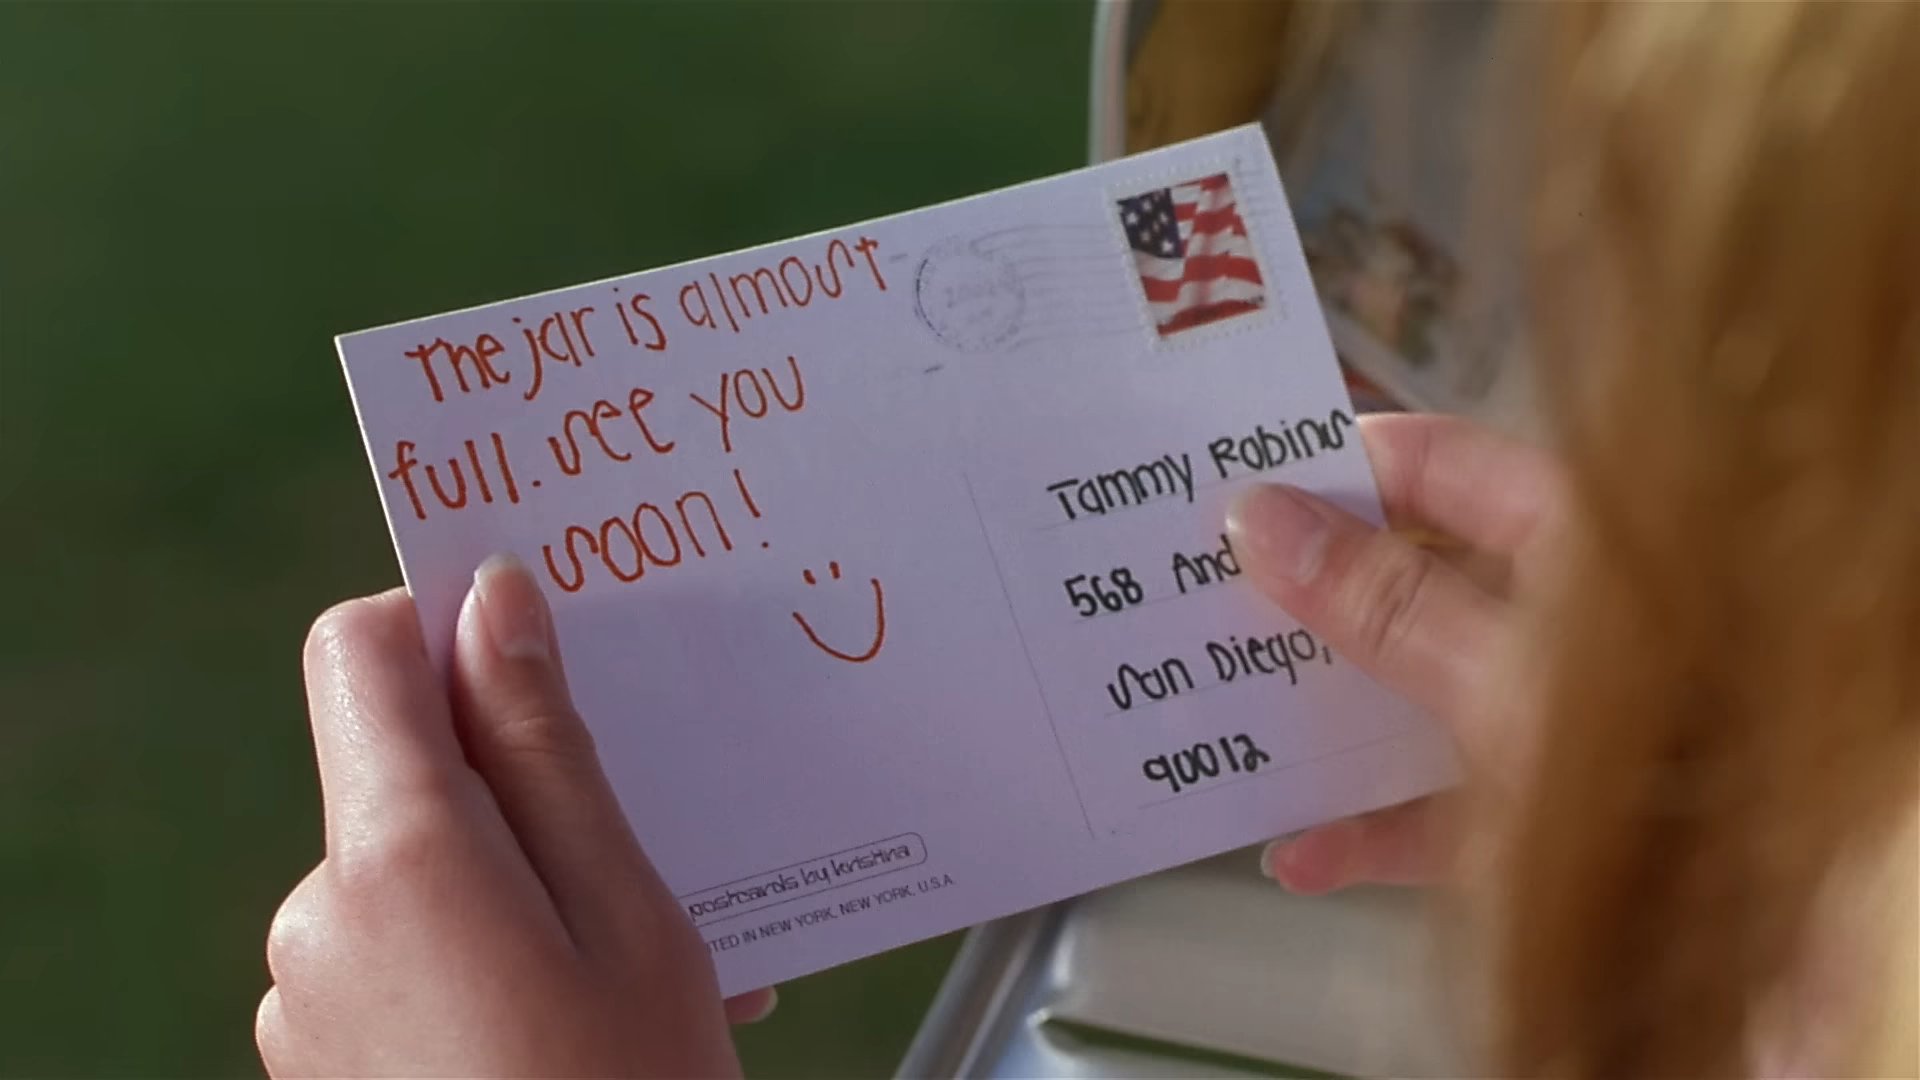 The jar is almost
full. see you
soon!
Tammy Robins
568 And
San Diego,
90012
postcards by kristina
TED IN NEW YORK, NEW YORK, U.S.A.